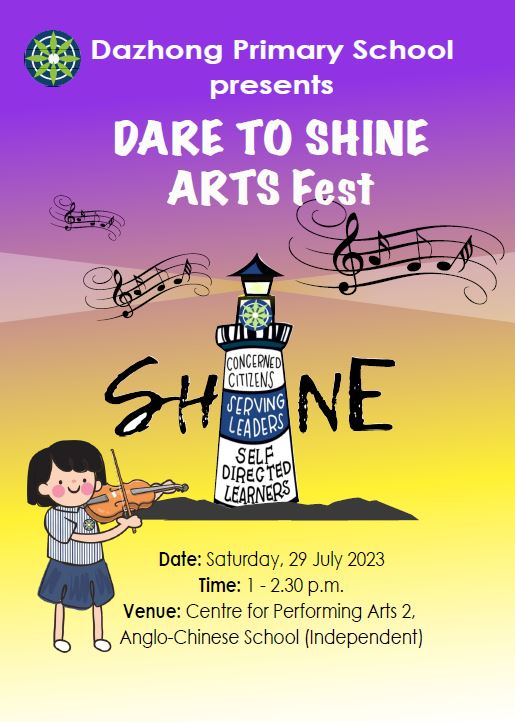 Dazhong Primary School
presents
DARE TO SHINE
ARTS Fest
SHINE
CONCERNED
CITIZENS
SERVING
LEADERS
SELF
DIRECTED
LEARNERS
Date: Saturday, 29 July 2023
Time: 1 - 2.30 p.m.
Venue: Centre for Performing Arts 2,
Anglo-Chinese School (Independent)